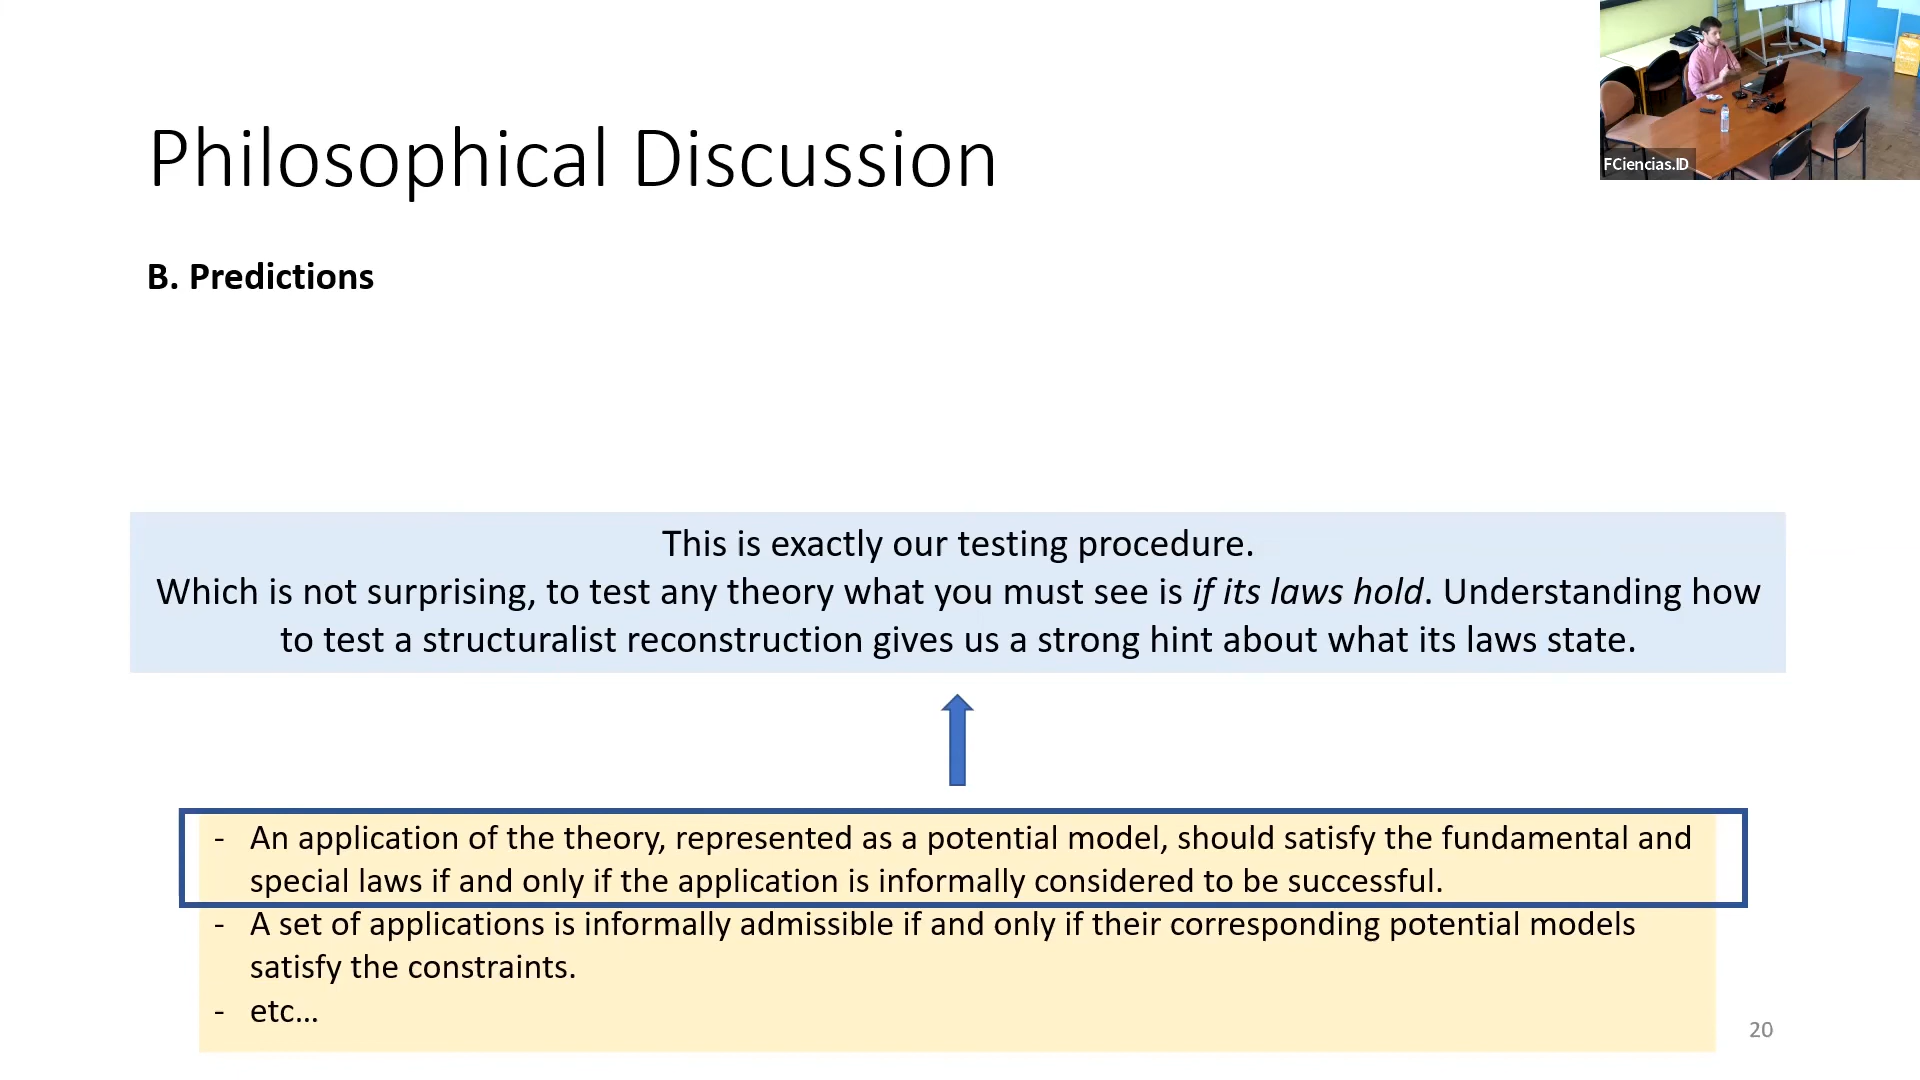 FCiencias.ID
Philosophical Discussion
B. Predictions
This is exactly our testing procedure.
Which is not surprising, to test any theory what you must see is if its laws hold. Understanding how
to test a structuralist reconstruction gives us a strong hint about what its laws state.
- An application of the theory, represented as a potential model, should satisfy the fundamental and
special laws if and only if the application is informally considered to be successful.
- A set of applications is informally admissible if and only if their corresponding potential models
satisfy the constraints.
- etc...
20